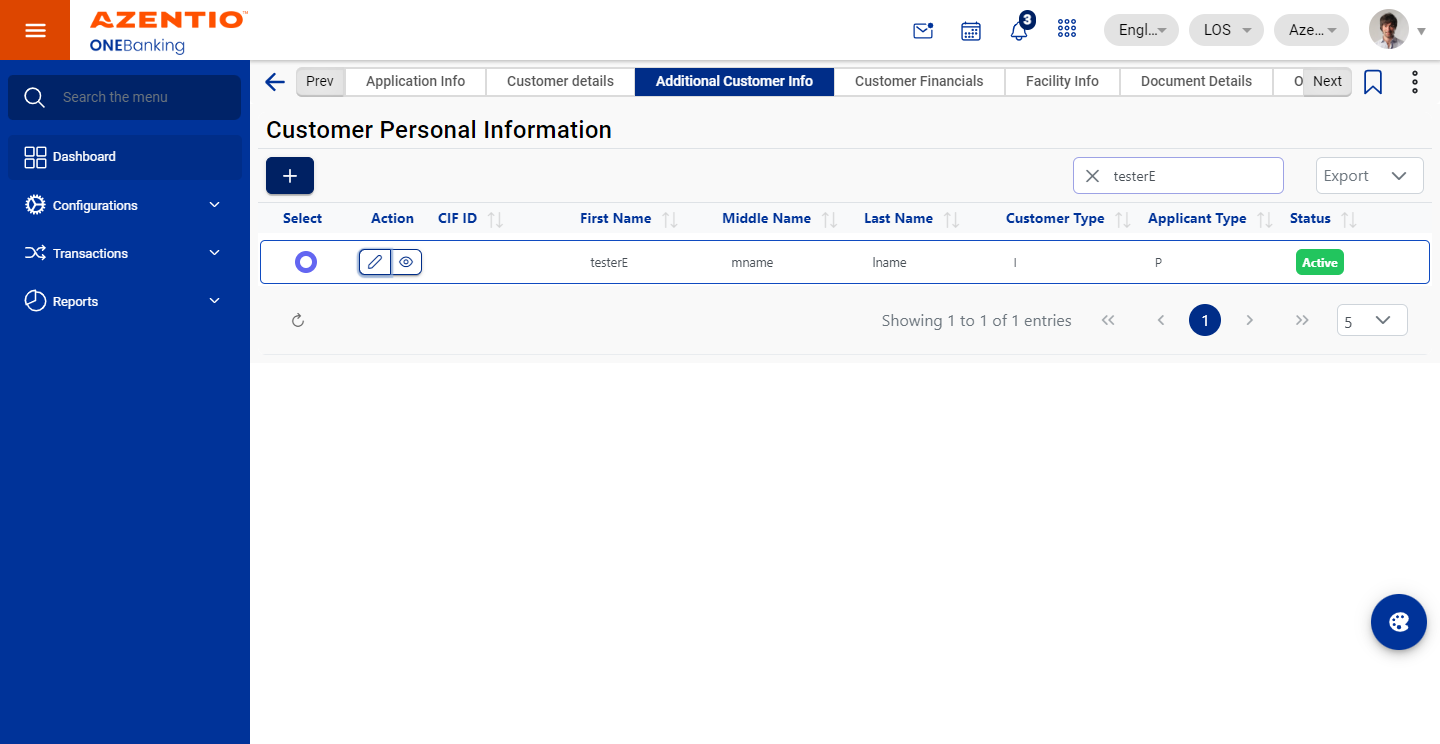 AZENTIO™
ONEBanking
3
Engl...
LOS
Aze...
Search the menu
Dashboard
Configurations
Transactions
Reports
Prev
Application Info
Customer details
Additional Customer Info
Customer Financials
Facility Info
Document Details
O
Next
Customer Personal Information
+
testerE
Export
Select
Action
CIF ID
First Name
Middle Name
Last Name
Customer Type
Applicant Type
Status
testerE
mname
lname
I
P
Active
Showing 1 to 1 of 1 entries
1
5